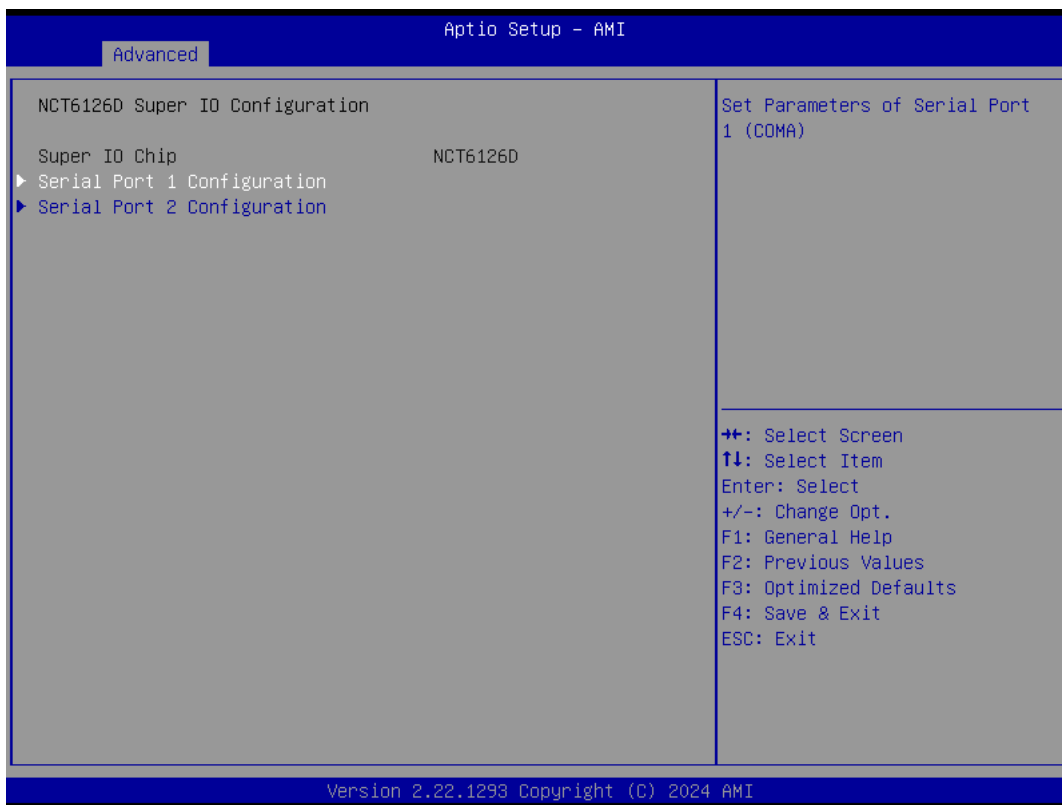 Aptio Setup – AMI
Advanced
NCT6126D Super IO Configuration
Super IO Chip NCT6126D
▶ Serial Port 1 Configuration
▶ Serial Port 2 Configuration
Set Parameters of Serial Port
1 (COMA)
→←: Select Screen
↑↓: Select Item
Enter: Select
+/-: Change Opt.
F1: General Help
F2: Previous Values
F3: Optimized Defaults
F4: Save & Exit
ESC: Exit
Version 2.22.1293 Copyright (C) 2024 AMI